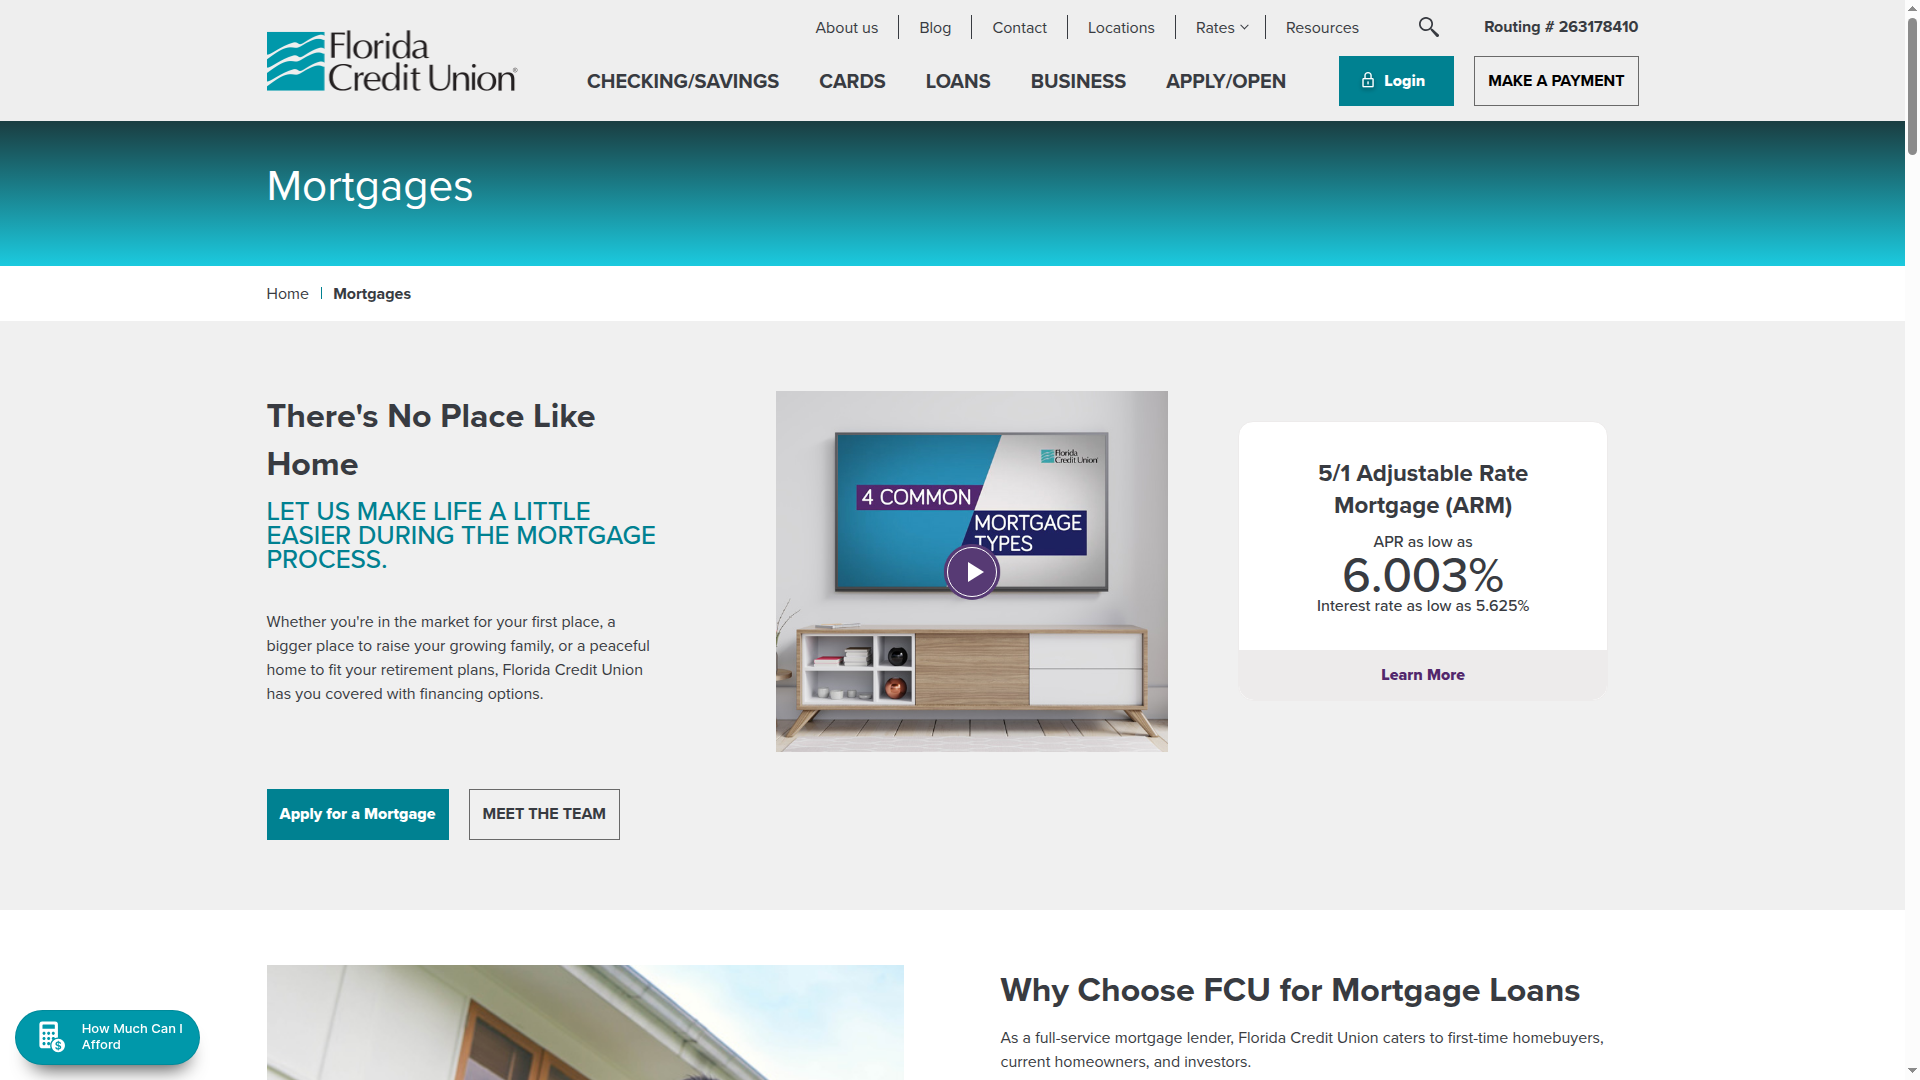 About us
Blog
Contact
Locations
Rates
Resources
Routing # 263178410
Florida
Credit Union
CHECKING/SAVINGS
CARDS
LOANS
BUSINESS
APPLY/OPEN
Login
MAKE A PAYMENT
Mortgages
Home
Mortgages
There's No Place Like
Home
LET US MAKE LIFE A LITTLE
EASIER DURING THE MORTGAGE
PROCESS.
Whether you're in the market for your first place, a
bigger place to raise your growing family, or a peaceful
home to fit your retirement plans, Florida Credit Union
has you covered with financing options.
Apply for a Mortgage
MEET THE TEAM
Florida
Credit Union
4 COMMON
MORTGAGE
TYPES
5/1 Adjustable Rate
Mortgage (ARM)
APR as low as
6.003%
Interest rate as low as 5.625%
Learn More
Why Choose FCU for Mortgage Loans
As a full-service mortgage lender, Florida Credit Union caters to first-time homebuyers,
current homeowners, and investors.
How Much Can I
Afford